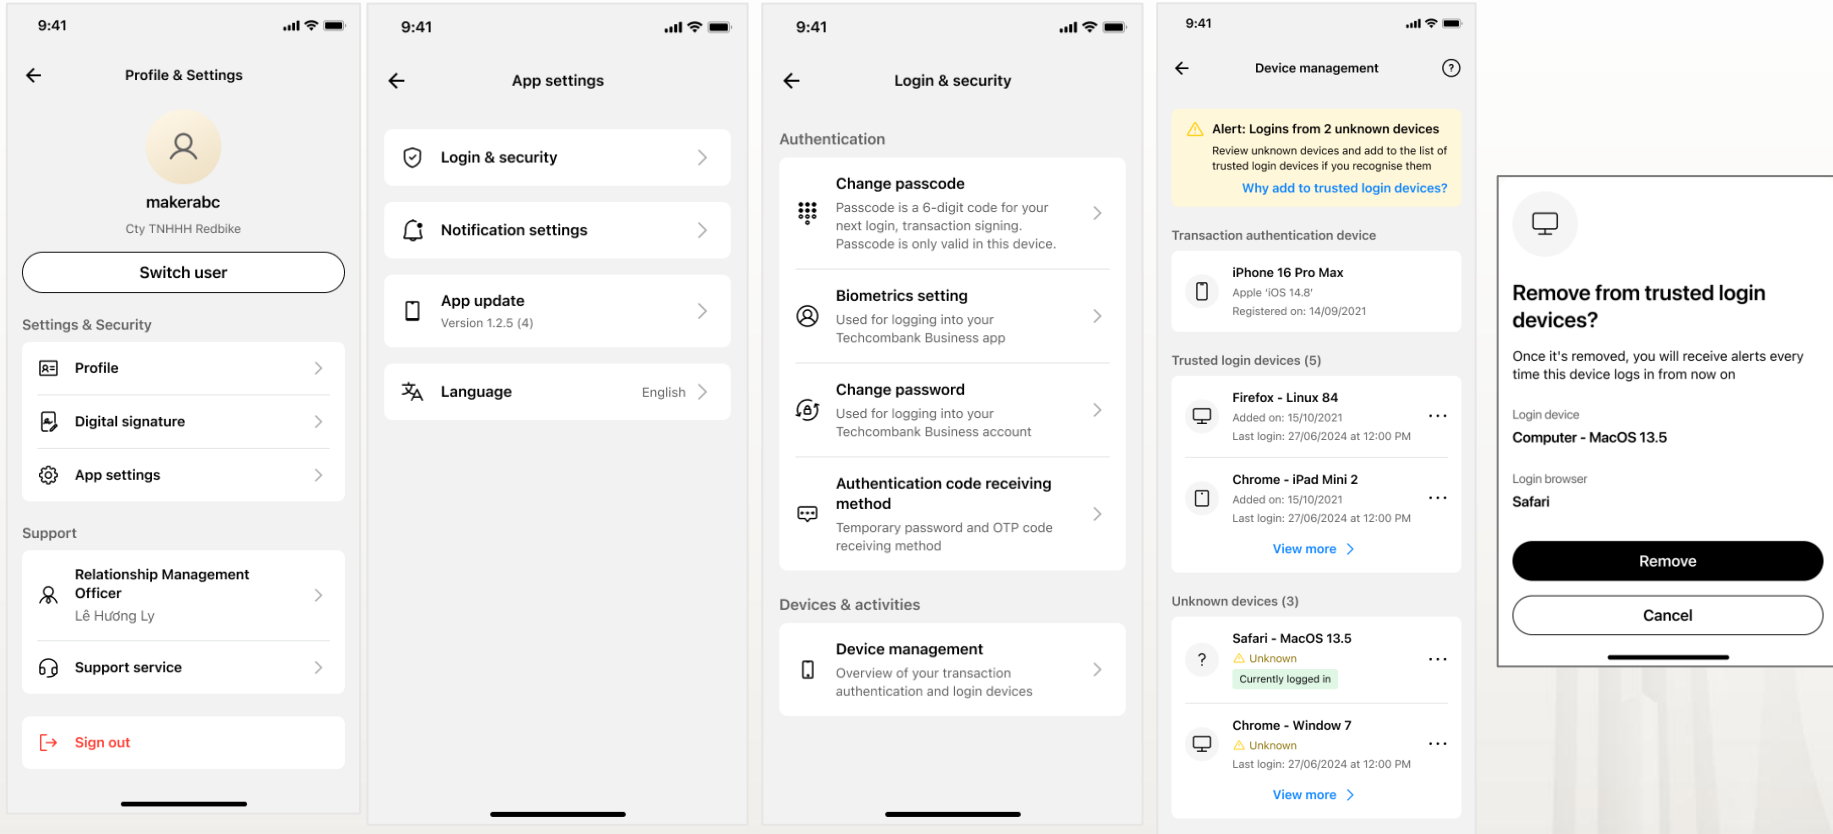 9:41
Profile & Settings
makerabc
Cty TNHHH Redbike
Switch user
Settings & Security
Profile
Digital signature
App settings
Support
Relationship Management
Officer
Lê Hương Ly
Support service
Sign out
9:41
App settings
Login & security
Notification settings
App update
Version 1.2.5 (4)
Language
English
9:41
Login & security
Authentication
Change passcode
Passcode is a 6-digit code for your
next login, transaction signing.
Passcode is only valid in this device.
Biometrics setting
Used for logging into your
Techcombank Business app
Change password
Used for logging into your
Techcombank Business account
Authentication code receiving
method
Temporary password and OTP code
receiving method
Devices & activities
Device management
Overview of your transaction
authentication and login devices
9:41
Device management
?
Alert: Logins from 2 unknown devices
Review unknown devices and add to the list of
trusted login devices if you recognise them
Why add to trusted login devices?
Transaction authentication device
iPhone 16 Pro Max
Apple ‘iOS 14.8’
Registered on: 14/09/2021
Trusted login devices (5)
Firefox - Linux 84
Added on: 15/10/2021
Last login: 27/06/2024 at 12:00 PM
Chrome - iPad Mini 2
Added on: 15/10/2021
Last login: 27/06/2024 at 12:00 PM
View more
Unknown devices (3)
?
Safari - MacOS 13.5
Unknown
Currently logged in
Chrome - Window 7
Unknown
Last login: 27/06/2024 at 12:00 PM
View more
Remove from trusted login
devices?
Once it's removed, you will receive alerts every
time this device logs in from now on
Login device
Computer - MacOS 13.5
Login browser
Safari
Remove
Cancel